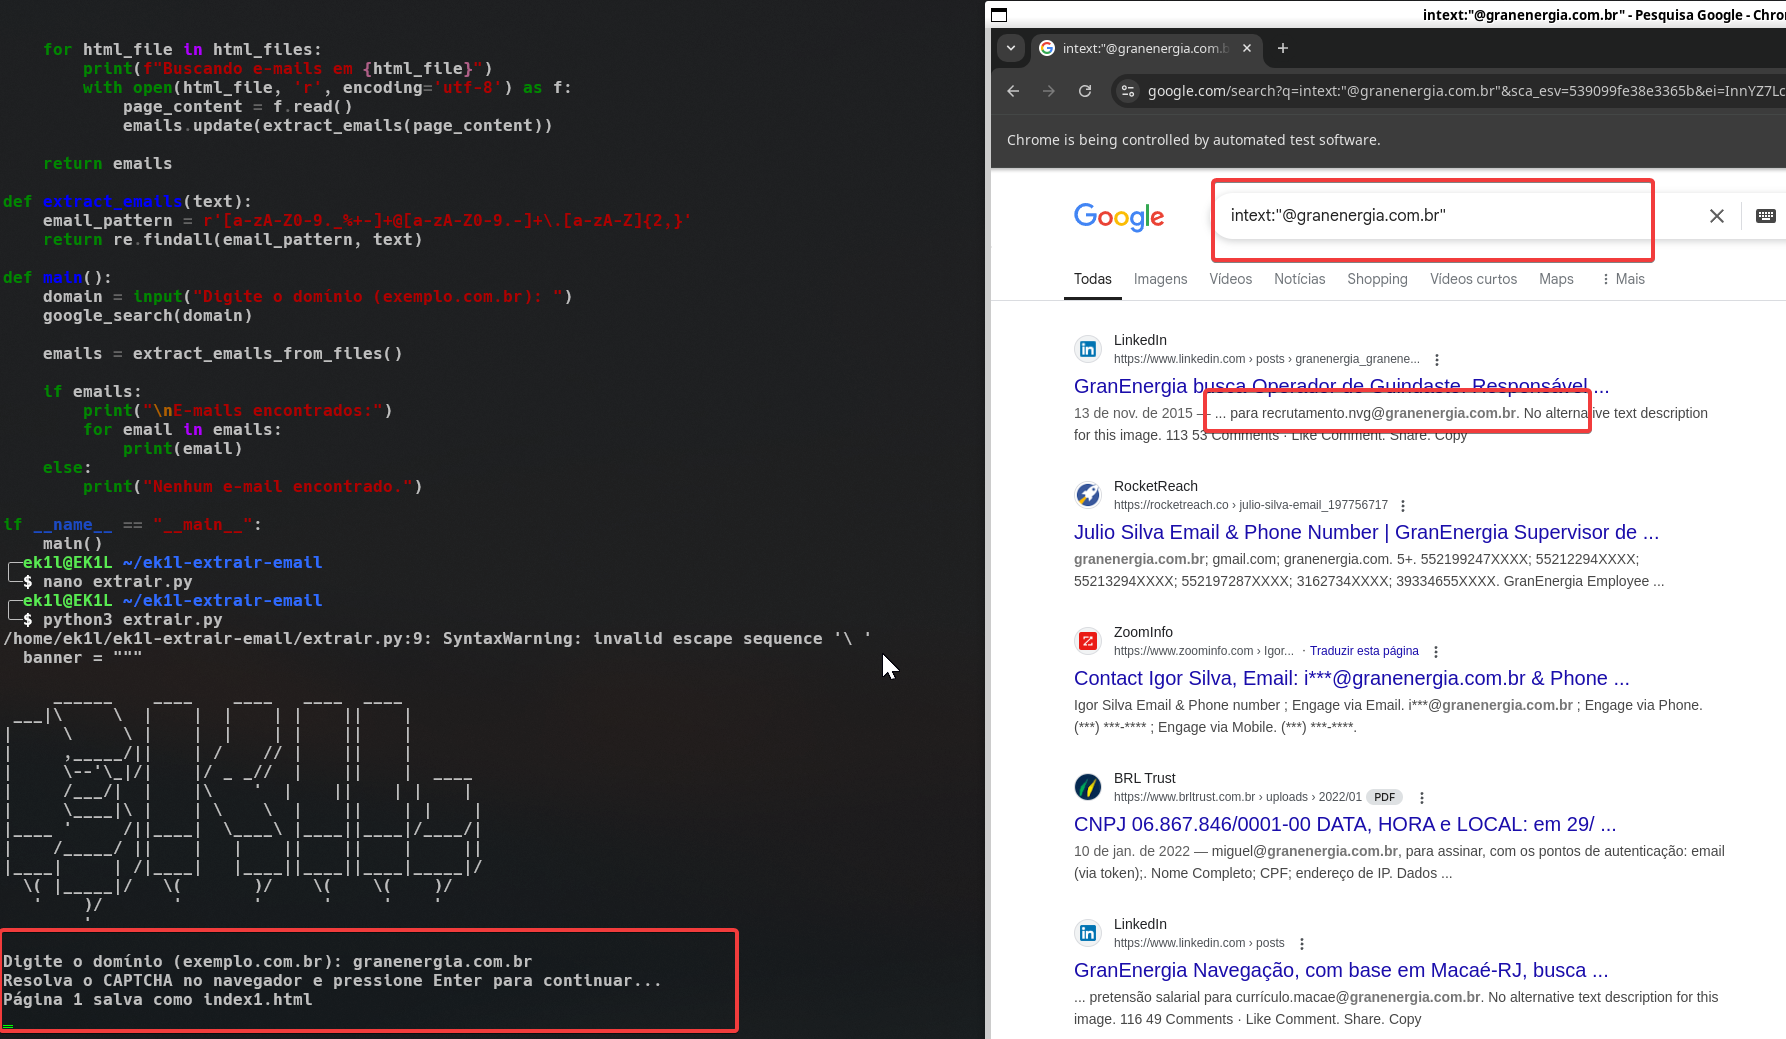 for html_file in html_files:
        print(f"Buscando e-mails em {html_file}")
        with open(html_file, 'r', encoding='utf-8') as f:
            page_content = f.read()
            emails.update(extract_emails(page_content))
    return emails
def extract_emails(text):
    email_pattern = r'[a-zA-Z0-9._%+-]+@[a-zA-Z0-9.-]+\.[a-zA-Z]{2,}'
    return re.findall(email_pattern, text)
def main():
    domain = input("Digite o domínio (exemplo.com.br): ")
    google_search(domain)
    emails = extract_emails_from_files()
    if emails:
        print("\nE-mails encontrados:")
        for email in emails:
            print(email)
    else:
        print("Nenhum e-mail encontrado.")
if __name__ == "__main__":
    main()
ek1l@EK1L ~/ek1l-extrair-email
$ nano extrair.py
ek1l@EK1L ~/ek1l-extrair-email
$ python3 extrair.py
/home/ek1l/ek1l-extrair-email/extrair.py:9: SyntaxWarning: invalid escape sequence '\ '
  banner = """
EK1L
Digite o domínio (exemplo.com.br): granenergia.com.br
Resolva o CAPTCHA no navegador e pressione Enter para continuar...
Página 1 salva como index1.html
intext:"@granenergia.com.br" - Pesquisa Google - Chro
intext:"@granenergia.com.b
google.com/search?q=intext:"@granenergia.com.br"&sca_esv=539099fe38e3365b&ei=InnYZ7Lc
Chrome is being controlled by automated test software.
Google
intext:"@granenergia.com.br"
Todas Imagens Vídeos Notícias Shopping Vídeos curtos Maps Mais
LinkedIn
https://www.linkedin.com › posts › granenergia_granene...
GranEnergia busca Operador de Guindaste, Responsável ...
13 de nov. de 2015 — ... para recrutamento.nvg@granenergia.com.br. No alternative text description
for this image. 113 53 Comments · Like Comment. Share. Copy
RocketReach
https://rocketreach.co › julio-silva-email_197756717
Julio Silva Email & Phone Number | GranEnergia Supervisor de ...
granenergia.com.br; gmail.com; granenergia.com. 5+. 552199247XXXX; 55212294XXXX;
55213294XXXX; 552197287XXXX; 3162734XXXX; 39334655XXXX. GranEnergia Employee ...
ZoomInfo
https://www.zoominfo.com › Igor... · Traduzir esta página
Contact Igor Silva, Email: i***@granenergia.com.br & Phone ...
Igor Silva Email & Phone number ; Engage via Email. i***@granenergia.com.br ; Engage via Phone.
(***) ***-**** ; Engage via Mobile. (***) ***-****.
BRL Trust
https://www.brltrust.com.br › uploads › 2022/01 PDF
CNPJ 06.867.846/0001-00 DATA, HORA e LOCAL: em 29/ ...
10 de jan. de 2022 — miguel@granenergia.com.br, para assinar, com os pontos de autenticação: email
(via token);. Nome Completo; CPF; endereço de IP. Dados ...
LinkedIn
https://www.linkedin.com › posts
GranEnergia Navegação, com base em Macaé-RJ, busca ...
... pretensão salarial para currículo.macae@granenergia.com.br. No alternative text description for this
image. 116 49 Comments · Like Comment. Share. Copy